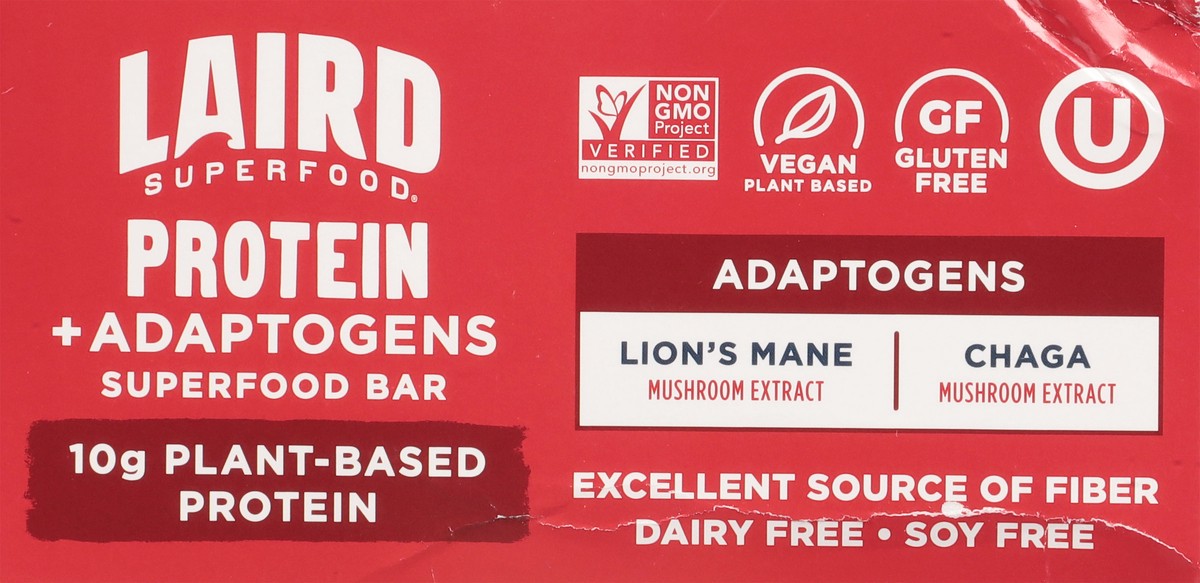 LAIRD
SUPERFOOD®
PROTEIN
+ADAPTOGENS
SUPERFOOD BAR
10g PLANT-BASED
PROTEIN
NON
GMO
Project
VERIFIED
nongmoproject.org
VEGAN
PLANT BASED
GF
GLUTEN
FREE
U
ADAPTOGENS
LION'S MANE
MUSHROOM EXTRACT
CHAGA
MUSHROOM EXTRACT
EXCELLENT SOURCE OF FIBER
DAIRY FREE • SOY FREE